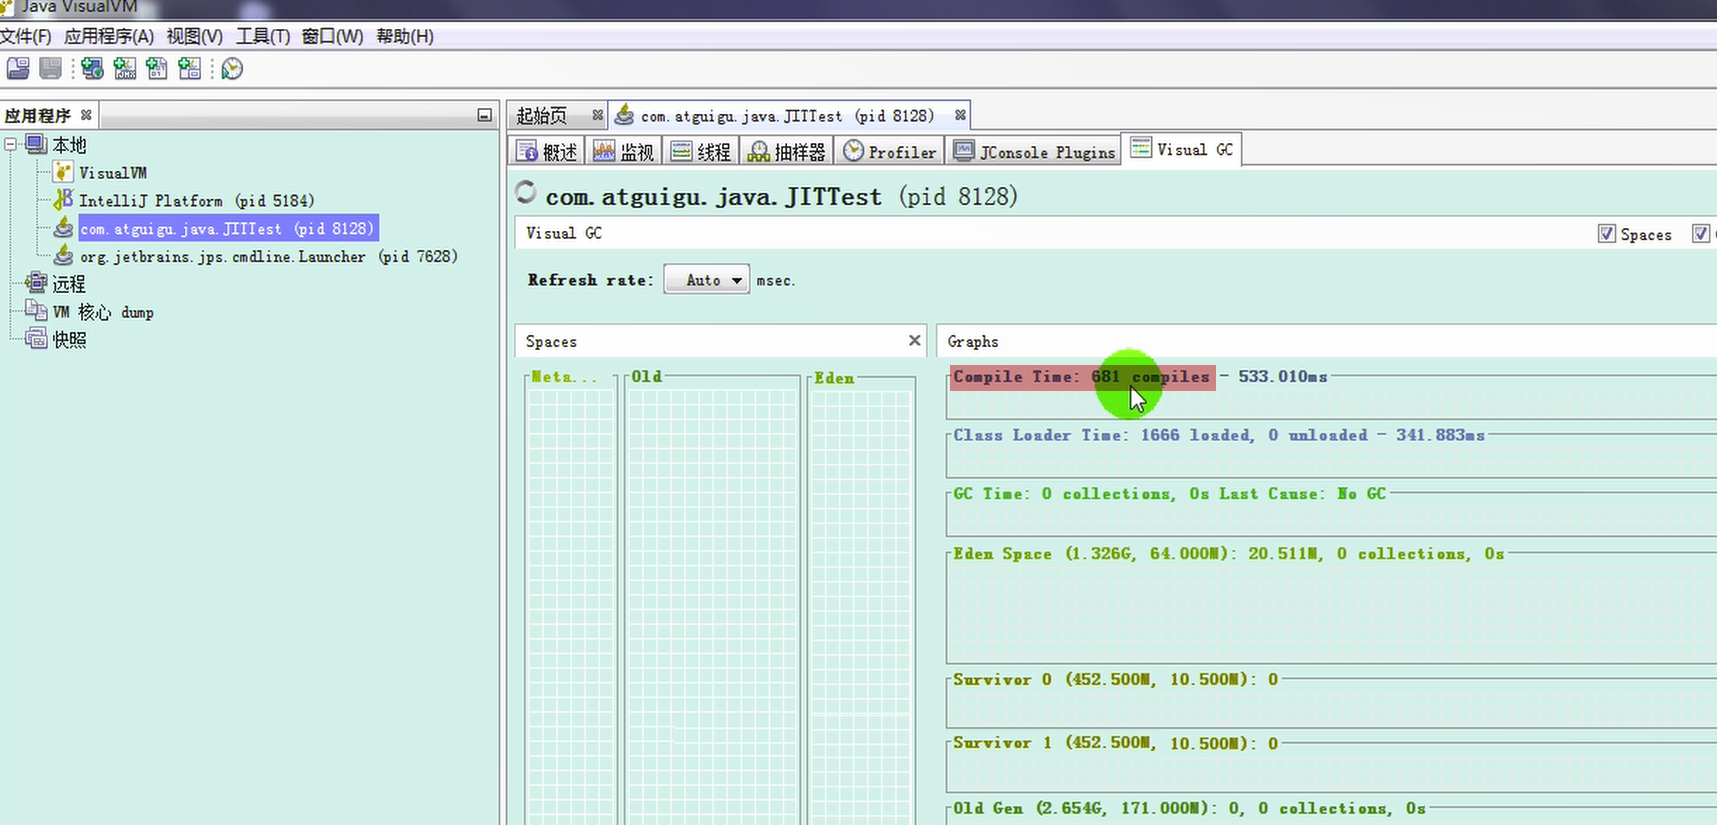 Java VisualVM
文件(F) 应用程序(A) 视图(V) 工具(T) 窗口(W) 帮助(H)
应用程序
起始页 com.atguigu.java.JITTest (pid 8128)
本地
VisualVM
IntelliJ Platform (pid 5184)
com.atguigu.java.JITTest (pid 8128)
org.jetbrains.jps.cmdline.Launcher (pid 7628)
远程
VM 核心 dump
快照
概述 监视 线程 抽样器 Profiler JConsole Plugins Visual GC
com.atguigu.java.JITTest (pid 8128)
Visual GC Spaces
Refresh rate: Auto msec.
Spaces
Meta... Old Eden
Graphs
Compile Time: 681 compiles - 533.010ms
Class Loader Time: 1666 loaded, 0 unloaded - 341.883ms
GC Time: 0 collections, 0s Last Cause: No GC
Eden Space (1.326G, 64.000M): 20.511M, 0 collections, 0s
Survivor 0 (452.500M, 10.500M): 0
Survivor 1 (452.500M, 10.500M): 0
Old Gen (2.654G, 171.000M): 0, 0 collections, 0s